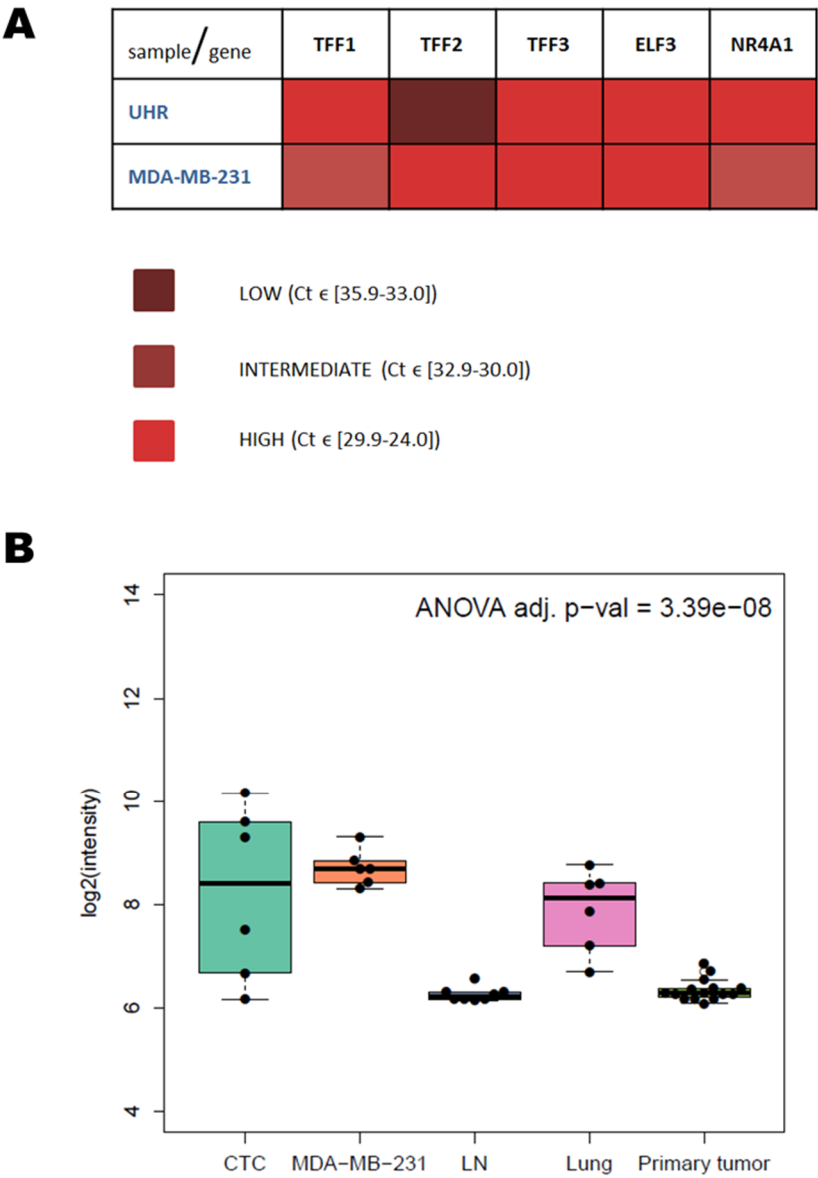 A
sample/gene TFF1 TFF2 TFF3 ELF3 NR4A1
UHR
MDA-MB-231
LOW (Ct ϵ [35.9-33.0])
INTERMEDIATE (Ct ϵ [32.9-30.0])
HIGH (Ct ϵ [29.9-24.0])
B
ANOVA adj. p−val = 3.39e−08
log2(intensity)
14
12
10
8
6
4
CTC MDA−MB−231 LN Lung Primary tumor